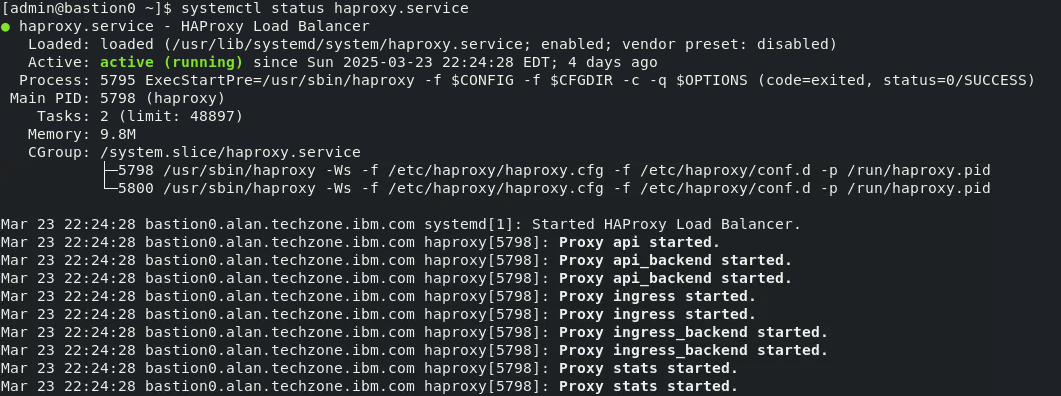 [admin@bastion0 ~]$ systemctl status haproxy.service
● haproxy.service - HAProxy Load Balancer
   Loaded: loaded (/usr/lib/systemd/system/haproxy.service; enabled; vendor preset: disabled)
   Active: active (running) since Sun 2025-03-23 22:24:28 EDT; 4 days ago
  Process: 5795 ExecStartPre=/usr/sbin/haproxy -f $CONFIG -f $CFGDIR -c -q $OPTIONS (code=exited, status=0/SUCCESS)
 Main PID: 5798 (haproxy)
    Tasks: 2 (limit: 48897)
   Memory: 9.8M
   CGroup: /system.slice/haproxy.service
           ├─5798 /usr/sbin/haproxy -Ws -f /etc/haproxy/haproxy.cfg -f /etc/haproxy/conf.d -p /run/haproxy.pid
           └─5800 /usr/sbin/haproxy -Ws -f /etc/haproxy/haproxy.cfg -f /etc/haproxy/conf.d -p /run/haproxy.pid

Mar 23 22:24:28 bastion0.alan.techzone.ibm.com systemd[1]: Started HAProxy Load Balancer.
Mar 23 22:24:28 bastion0.alan.techzone.ibm.com haproxy[5798]: Proxy api started.
Mar 23 22:24:28 bastion0.alan.techzone.ibm.com haproxy[5798]: Proxy api_backend started.
Mar 23 22:24:28 bastion0.alan.techzone.ibm.com haproxy[5798]: Proxy api_backend started.
Mar 23 22:24:28 bastion0.alan.techzone.ibm.com haproxy[5798]: Proxy ingress started.
Mar 23 22:24:28 bastion0.alan.techzone.ibm.com haproxy[5798]: Proxy ingress started.
Mar 23 22:24:28 bastion0.alan.techzone.ibm.com haproxy[5798]: Proxy ingress_backend started.
Mar 23 22:24:28 bastion0.alan.techzone.ibm.com haproxy[5798]: Proxy ingress_backend started.
Mar 23 22:24:28 bastion0.alan.techzone.ibm.com haproxy[5798]: Proxy stats started.
Mar 23 22:24:28 bastion0.alan.techzone.ibm.com haproxy[5798]: Proxy stats started.